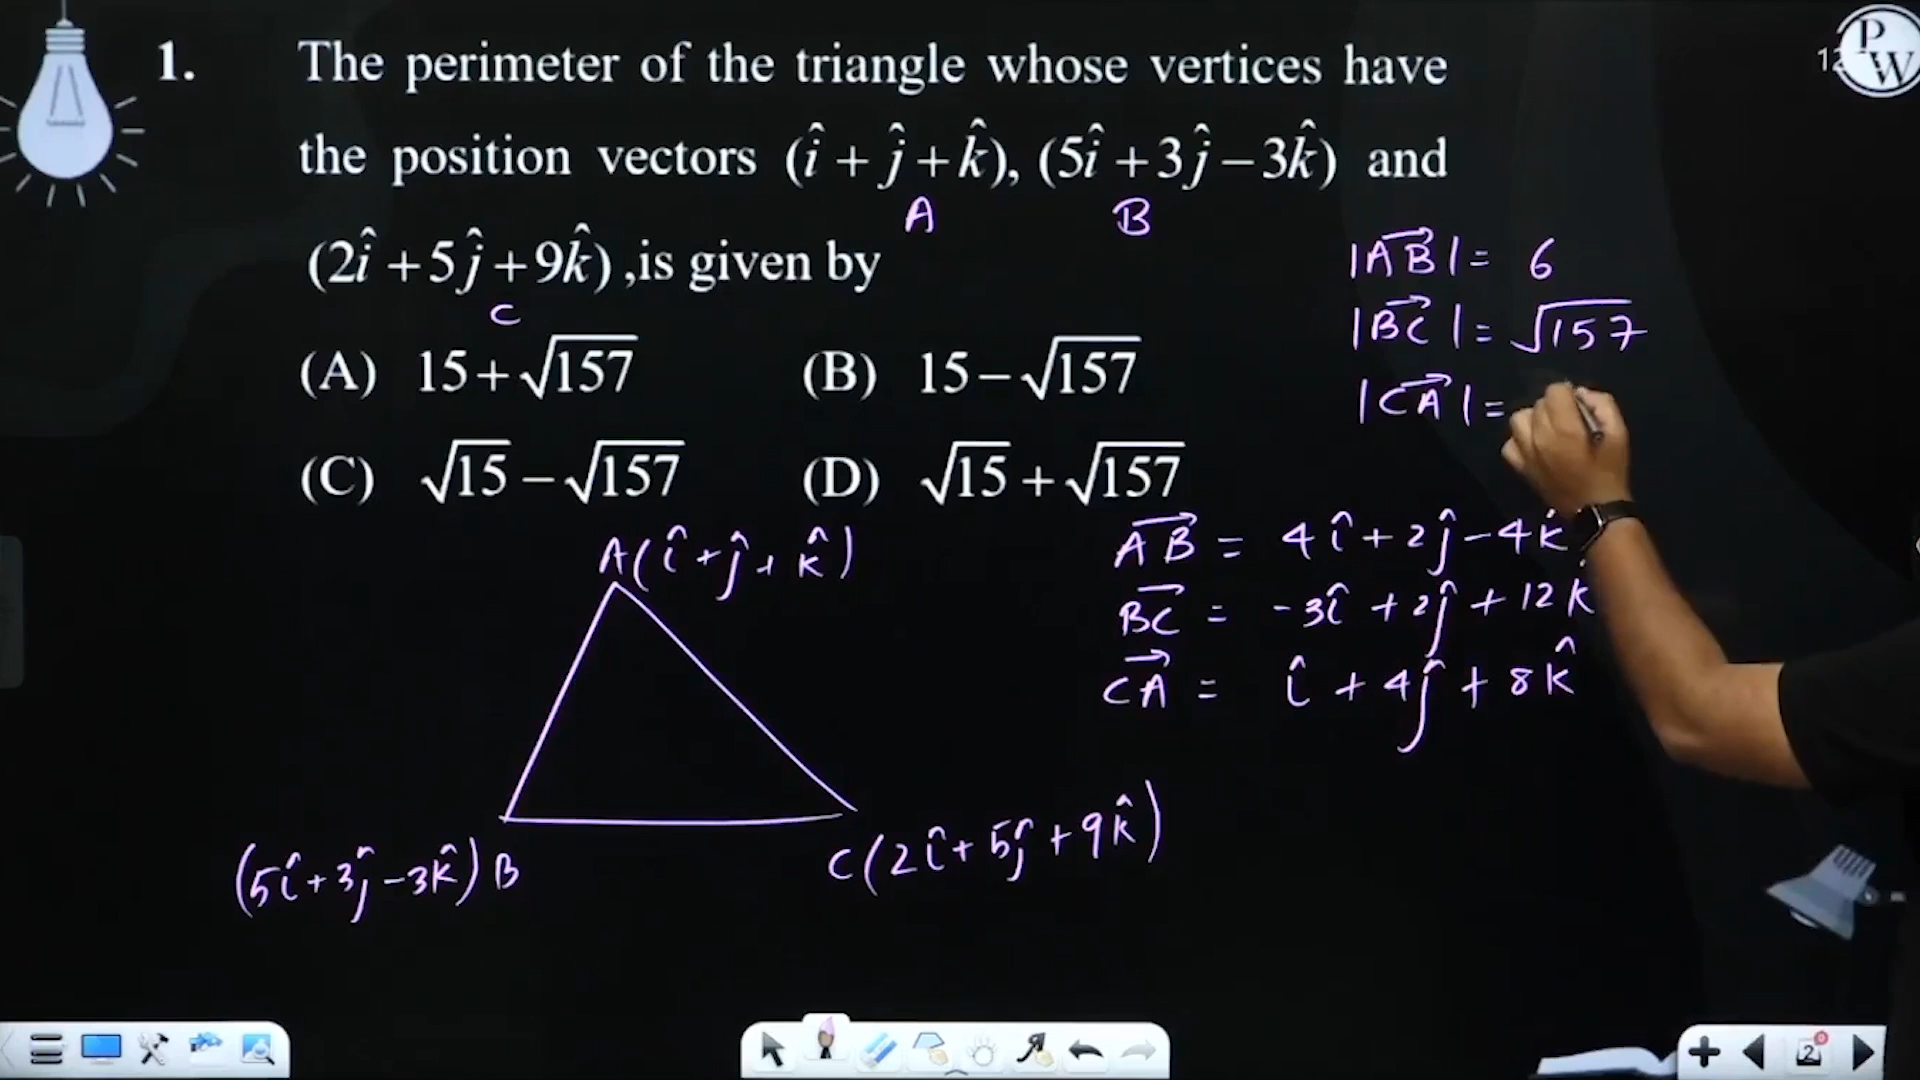 1. The perimeter of the triangle whose vertices have
the position vectors (î + ĵ + k̂), (5î + 3ĵ − 3k̂) and
A B
(2î + 5ĵ + 9k̂), is given by
C
(A) 15 + √157 (B) 15 − √157
(C) √15 − √157 (D) √15 + √157
|AB⃗| = 6
|BC⃗| = √157
|CA⃗| =
AB⃗ = 4î + 2ĵ − 4k̂
BC⃗ = −3î + 2ĵ + 12k̂
CA⃗ = î + 4ĵ + 8k̂
A(î + ĵ + k̂)
(5î + 3ĵ − 3k̂) B
C(2î + 5ĵ + 9k̂)
PW
2